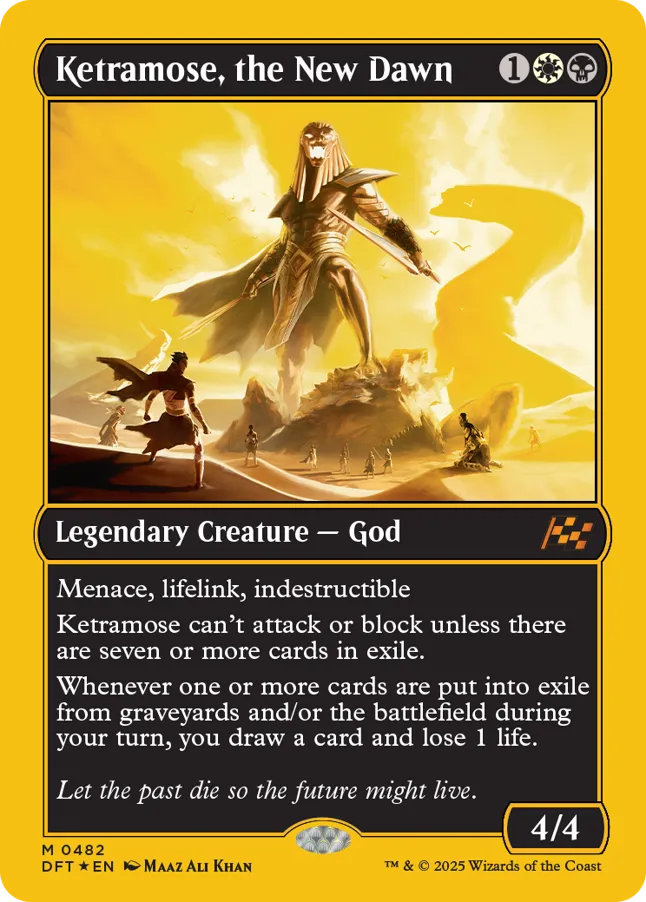 Ketramose, the New Dawn 1
Legendary Creature — God
Menace, lifelink, indestructible
Ketramose can't attack or block unless there
are seven or more cards in exile.
Whenever one or more cards are put into exile
from graveyards and/or the battlefield during
your turn, you draw a card and lose 1 life.
Let the past die so the future might live.
4/4
M 0482
DFT★EN Maaz Ali Khan
™ & © 2025 Wizards of the Coast